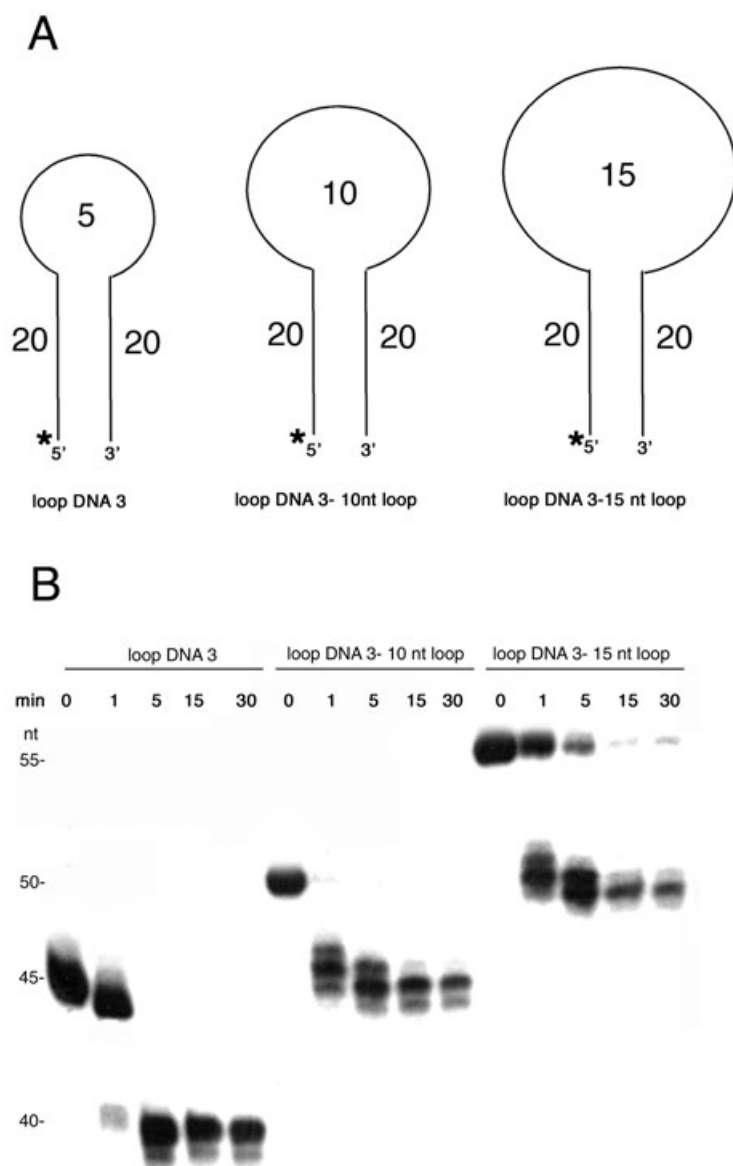 A
5
10
15
20 20
20 20
20 20
* 5' 3'
* 5' 3'
* 5' 3'
loop DNA 3
loop DNA 3- 10nt loop
loop DNA 3-15 nt loop
B
loop DNA 3 loop DNA 3- 10 nt loop loop DNA 3- 15 nt loop
min 0 1 5 15 30 0 1 5 15 30 0 1 5 15 30
nt
55-
50-
45-
40-